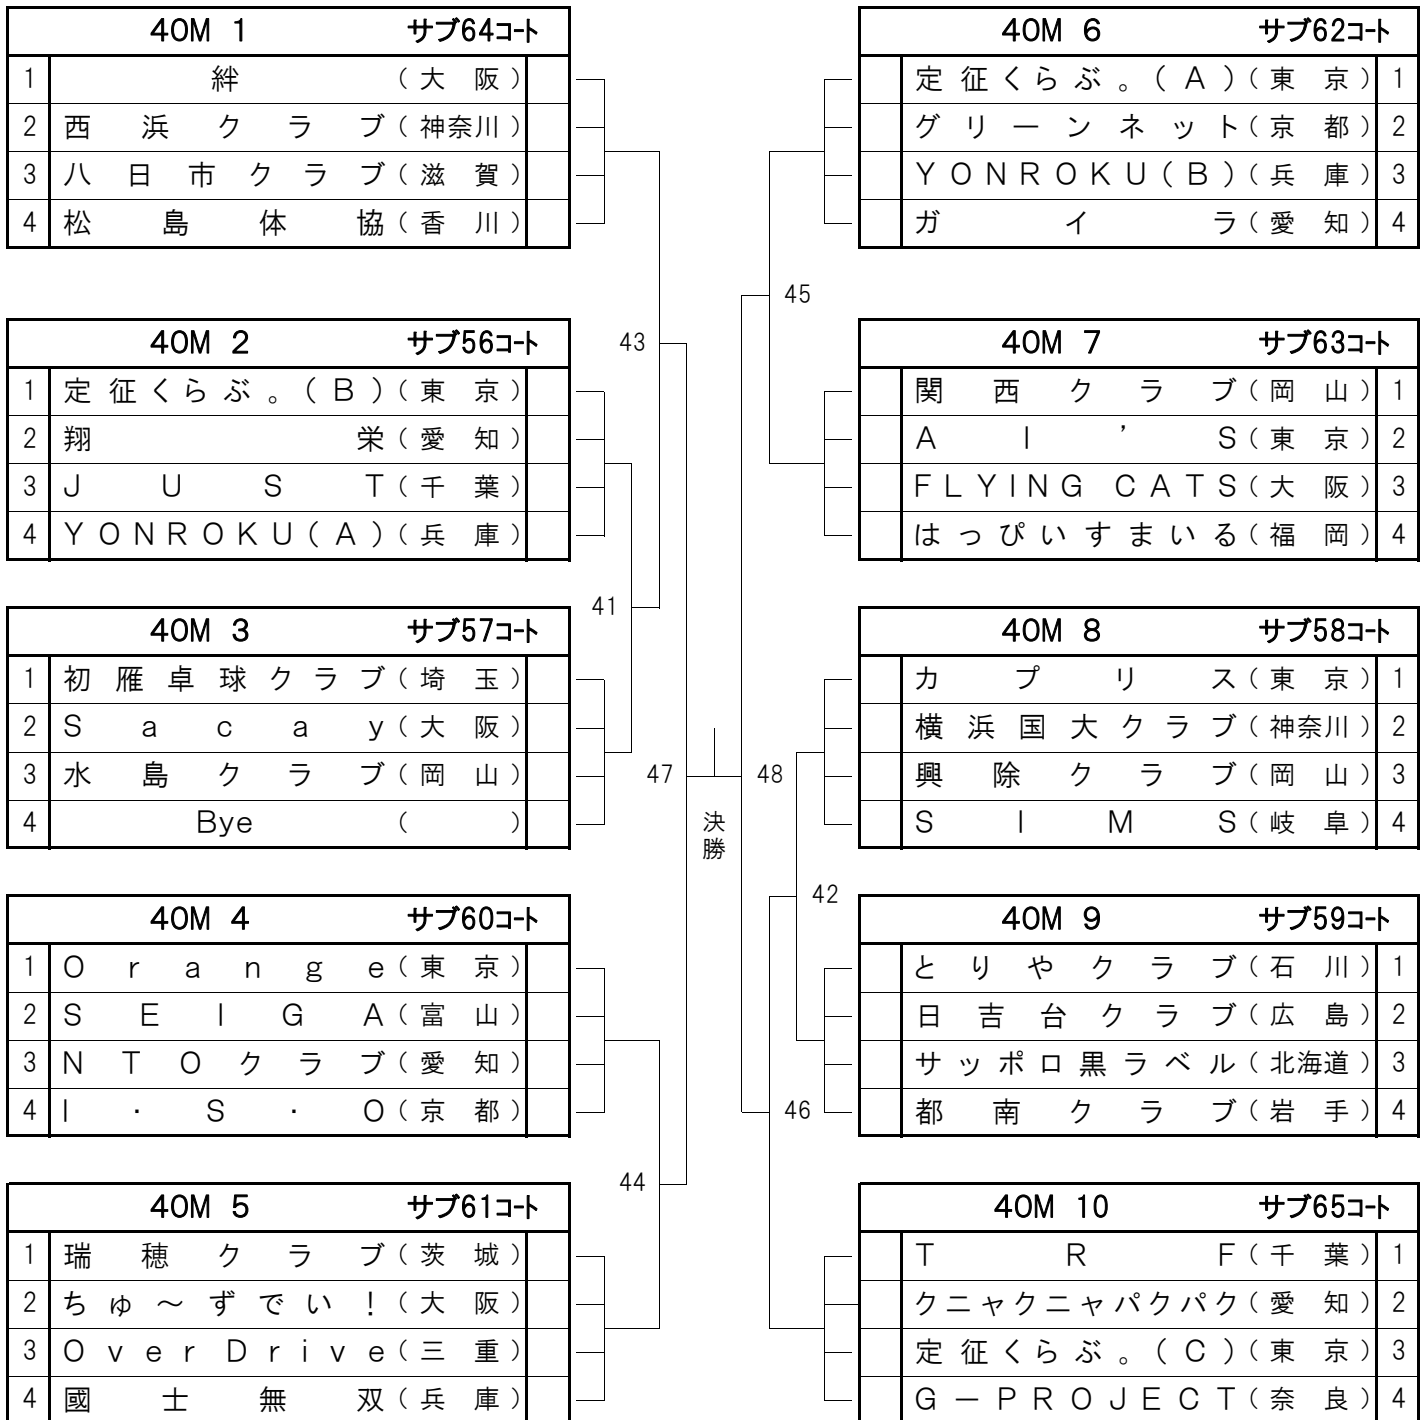 40M 1 サブ64コート
1 絆 (大阪)
2 西浜クラブ (神奈川)
3 八日市クラブ (滋賀)
4 松島体協 (香川)
40M 2 サブ56コート
1 定征くらぶ。(B) (東京)
2 翔栄 (愛知)
3 JUST (千葉)
4 YONROKU(A) (兵庫)
40M 3 サブ57コート
1 初雁卓球クラブ (埼玉)
2 Sacay (大阪)
3 水島クラブ (岡山)
4 Bye ( )
40M 4 サブ60コート
1 Orange (東京)
2 SEIGA (富山)
3 NTOクラブ (愛知)
4 I・S・O (京都)
40M 5 サブ61コート
1 瑞穂クラブ (茨城)
2 ちゅ～ずでい! (大阪)
3 Over Drive (三重)
4 國士無双 (兵庫)
43
41
47
44
決勝
45
48
42
46
40M 6 サブ62コート
定征くらぶ。(A) (東京) 1
グリーンネット (京都) 2
YONROKU(B) (兵庫) 3
ガイラ (愛知) 4
40M 7 サブ63コート
関西クラブ (岡山) 1
AI’S (東京) 2
FLYING CATS (大阪) 3
はっぴいすまいる (福岡) 4
40M 8 サブ58コート
カプリス (東京) 1
横浜国大クラブ (神奈川) 2
興除クラブ (岡山) 3
SIMS (岐阜) 4
40M 9 サブ59コート
とりやクラブ (石川) 1
日吉台クラブ (広島) 2
サッポロ黒ラベル (北海道) 3
都南クラブ (岩手) 4
40M 10 サブ65コート
TRF (千葉) 1
クニャクニャパクパク (愛知) 2
定征くらぶ。(C) (東京) 3
G－PROJECT (奈良) 4